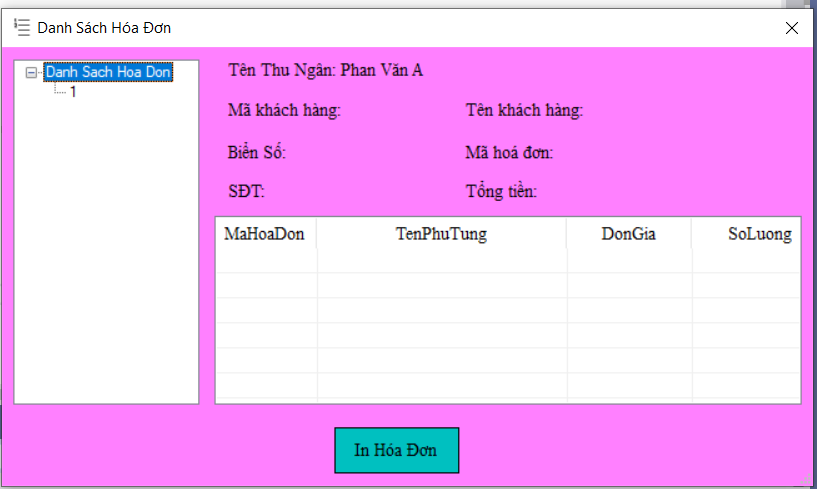 Danh Sách Hóa Đơn
Danh Sach Hoa Don
1
Tên Thu Ngân: Phan Văn A
Mã khách hàng: Tên khách hàng:
Biển Số: Mã hoá đơn:
SĐT: Tổng tiền:
MaHoaDon TenPhuTung DonGia SoLuong
In Hóa Đơn